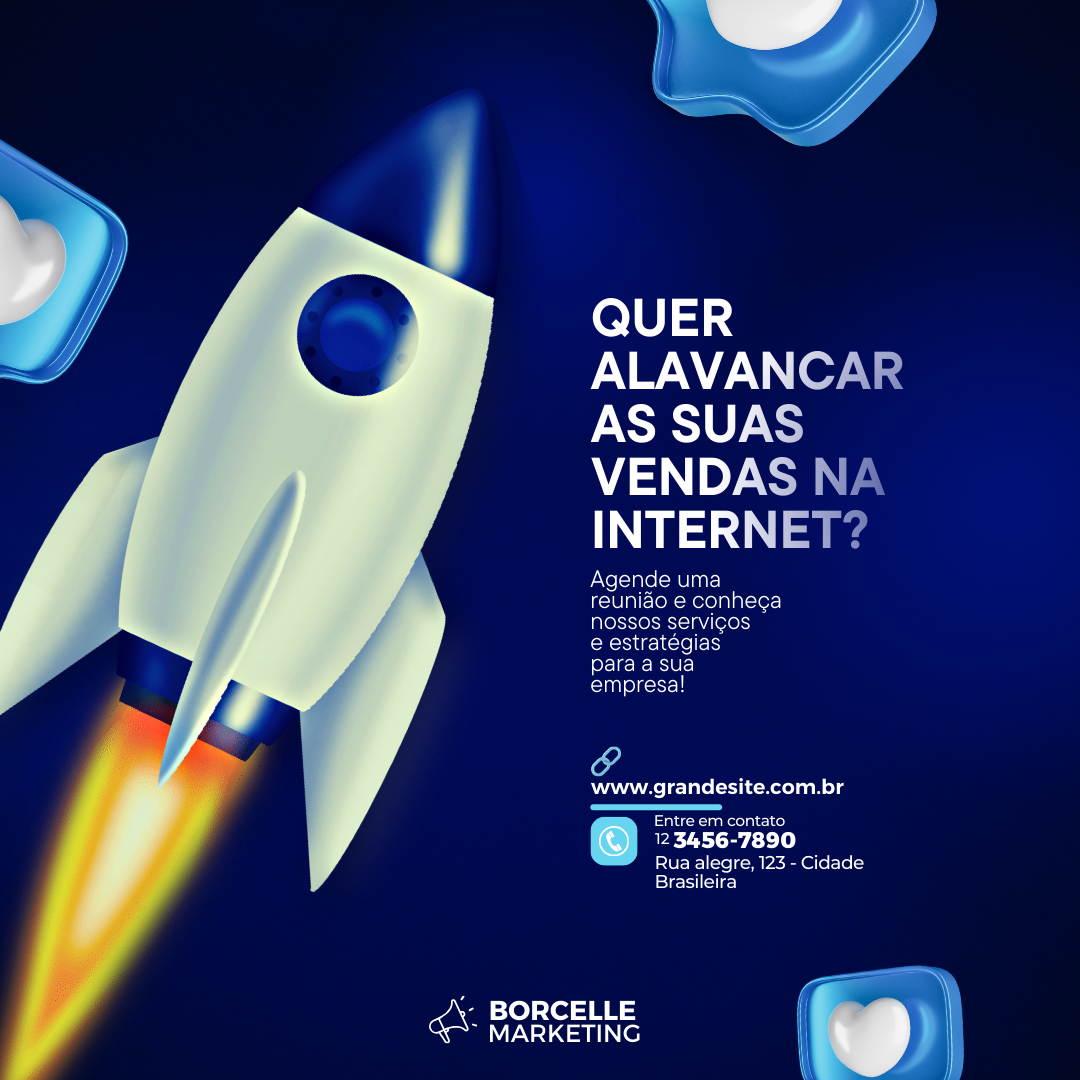 QUER
ALAVANCAR
AS SUAS
VENDAS NA
INTERNET?
Agende uma
reunião e conheça
nossos serviços
e estratégias
para a sua
empresa!
www.grandesite.com.br
Entre em contato
12 3456-7890
Rua alegre, 123 - Cidade
Brasileira
BORCELLE
MARKETING